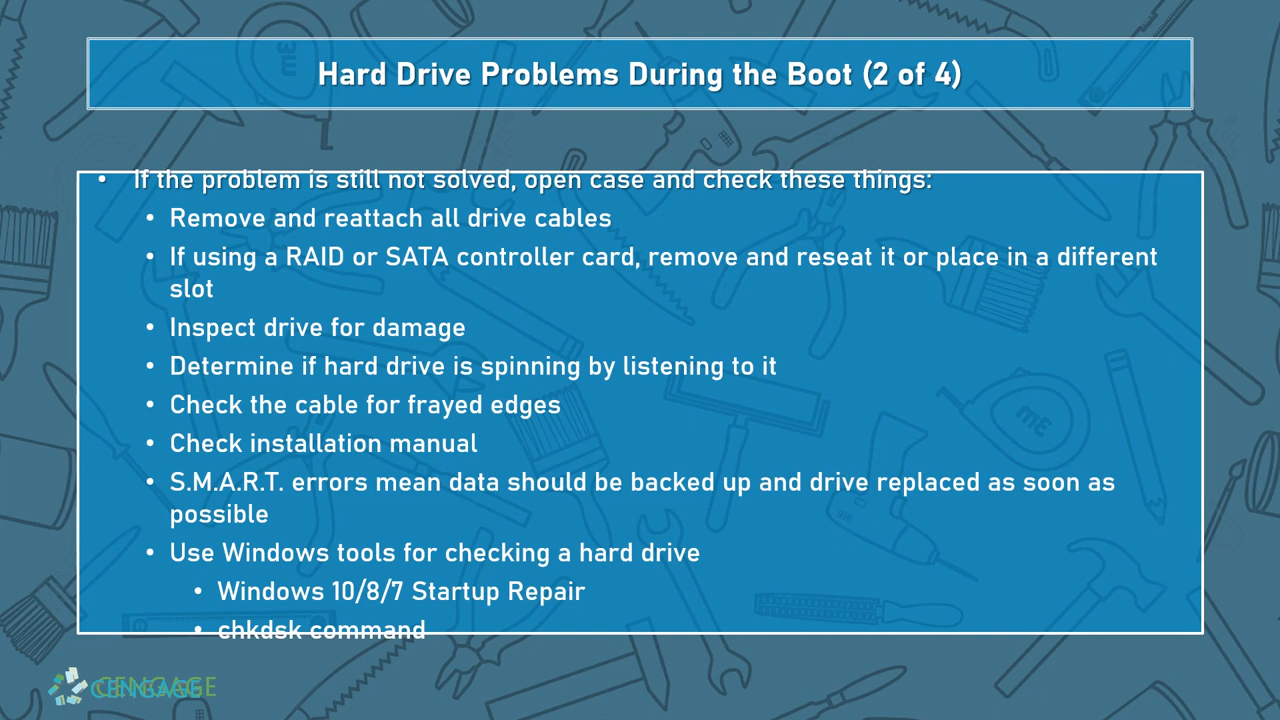 Hard Drive Problems During the Boot (2 of 4)
• If the problem is still not solved, open case and check these things:
• Remove and reattach all drive cables
• If using a RAID or SATA controller card, remove and reseat it or place in a different
slot
• Inspect drive for damage
• Determine if hard drive is spinning by listening to it
• Check the cable for frayed edges
• Check installation manual
• S.M.A.R.T. errors mean data should be backed up and drive replaced as soon as
possible
• Use Windows tools for checking a hard drive
• Windows 10/8/7 Startup Repair
• chkdsk command
CENGAGE